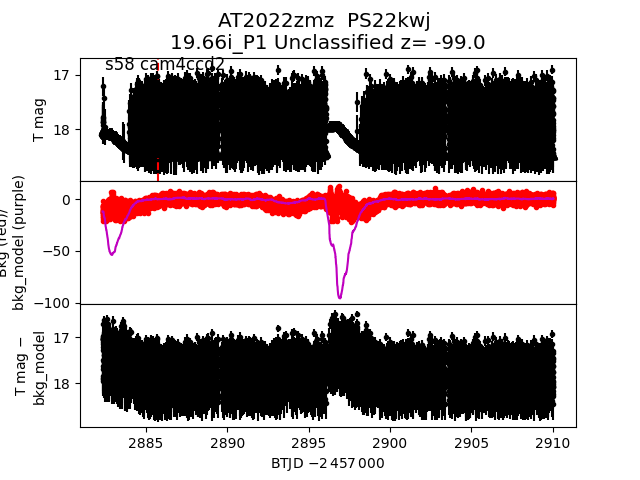 AT2022zmz  PS22kwj
19.66i_P1 Unclassified z= -99.0
s58 cam4ccd2
17
18
T mag
0
−50
−100
Bkg (red)/
bkg_model (purple)
17
18
T mag −
bkg_model
2885
2890
2895
2900
2905
2910
BTJD −2 457 000